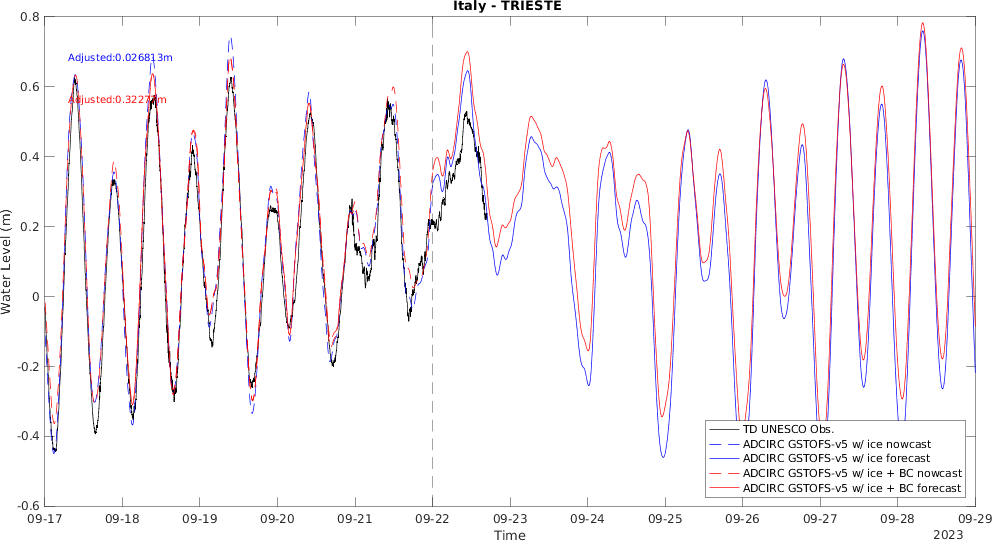 Italy - TRIESTE
0.8
Adjusted:0.026813m
0.6
Adjusted:
0.4
0.2
0
-0.2
-0.4
-0.6
Water Level (m)
TD UNESCO Obs.
ADCIRC GSTOFS-v5 w/ ice nowcast
ADCIRC GSTOFS-v5 w/ ice forecast
ADCIRC GSTOFS-v5 w/ ice + BC nowcast
ADCIRC GSTOFS-v5 w/ ice + BC forecast
09-17 09-18 09-19 09-20 09-21 09-22 09-23 09-24 09-25 09-26 09-27 09-28 09-29
Time
2023